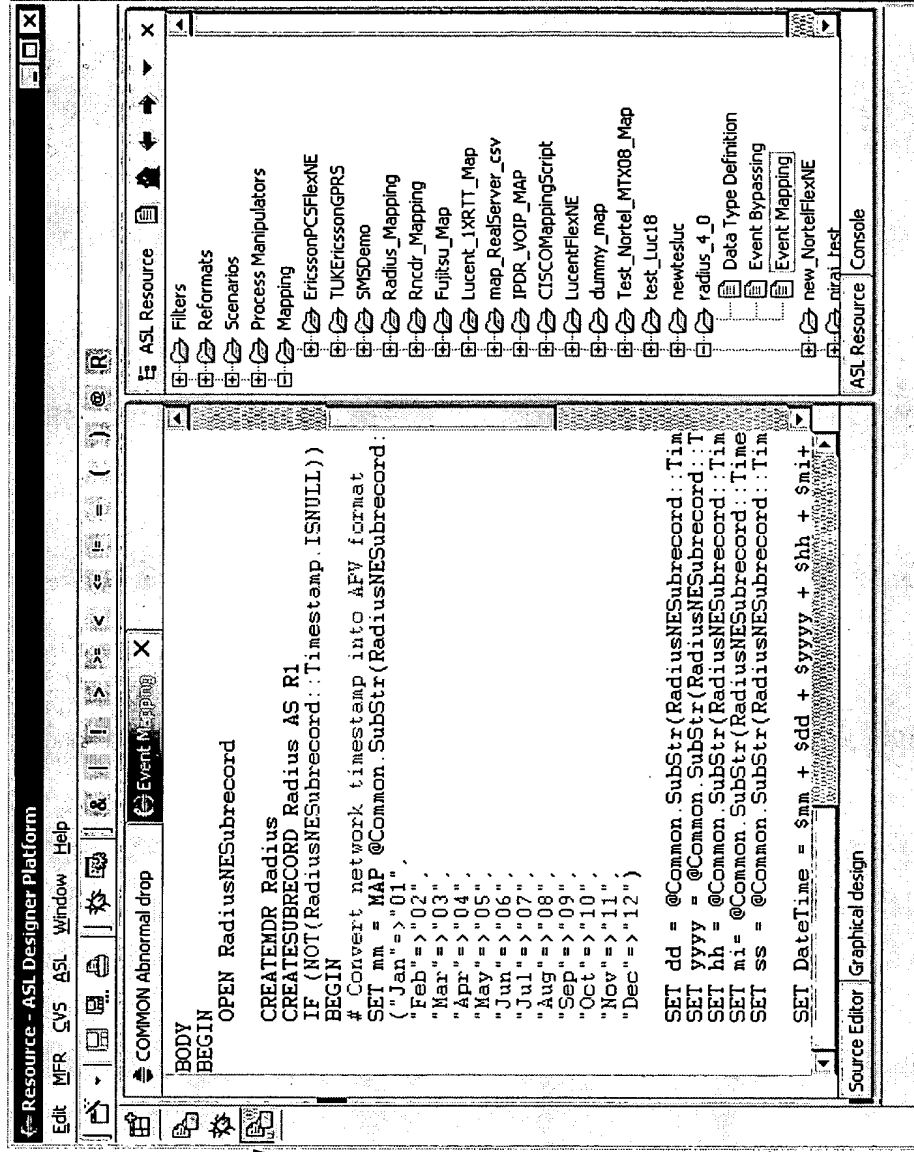 Resource - ASL Designer Platform
Edit MFR CVS ASL Window Help
& | ! > >= < <= != = ( ) @ R
COMMON Abnormal drop
Event Mapping
BODY
BEGIN
OPEN RadiusNESubrecord
CREATEMDR Radius
CREATESUBRECORD Radius AS R1
IF (NOT(RadiusNESubrecord::Timestamp.ISNULL))
BEGIN
# Convert network timestamp into AFV format
SET mm = MAP @Common.SubStr(RadiusNESubrecord:
("Jan"=>"01",
"Feb"=>"02",
"Mar"=>"03",
"Apr"=>"04",
"May"=>"05",
"Jun"=>"06",
"Jul"=>"07",
"Aug"=>"08",
"Sep"=>"09",
"Oct"=>"10",
"Nov"=>"11",
"Dec"=>"12")
SET dd = @Common.SubStr(RadiusNESubrecord::Tim
SET yyyy = @Common.SubStr(RadiusNESubrecord::T
SET hh = @Common.SubStr(RadiusNESubrecord::Tim
SET mi= @Common.SubStr(RadiusNESubrecord::Time
SET ss = @Common.SubStr(RadiusNESubrecord::Tim
SET DateTime = $mm + $dd + $yyyy + $hh + $mi+
Source Editor
Graphical design
ASL Resource
Filters
Reformats
Scenarios
Process Manipulators
Mapping
EricssonPCSFlexNE
TUKEricssonGPRS
SMSDemo
Radius_Mapping
Rncdr_Mapping
Fujitsu_Map
Lucent_1XRTT_Map
map_RealServer_csv
IPDR_VOIP_MAP
CISCOMappingScript
LucentFlexNE
dummy_map
Test_Nortel_MTX08_Map
test_Luc18
newtesluc
radius_4_0
Data Type Definition
Event Bypassing
Event Mapping
new_NortelFlexNE
niraj_test
ASL Resource
Console